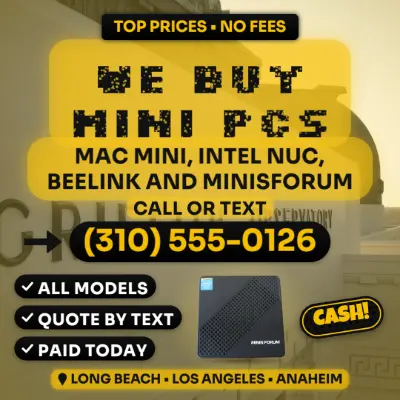 TOP PRICES • NO FEES
WE BUY
MINI PCS
MAC MINI, INTEL NUC,
BEELINK AND MINISFORUM
CALL OR TEXT
OBSERVATORY
(310) 555-0126
✓ ALL MODELS
✓ QUOTE BY TEXT
✓ PAID TODAY
MINISFORUM
CASH!
LONG BEACH • LOS ANGELES • ANAHEIM